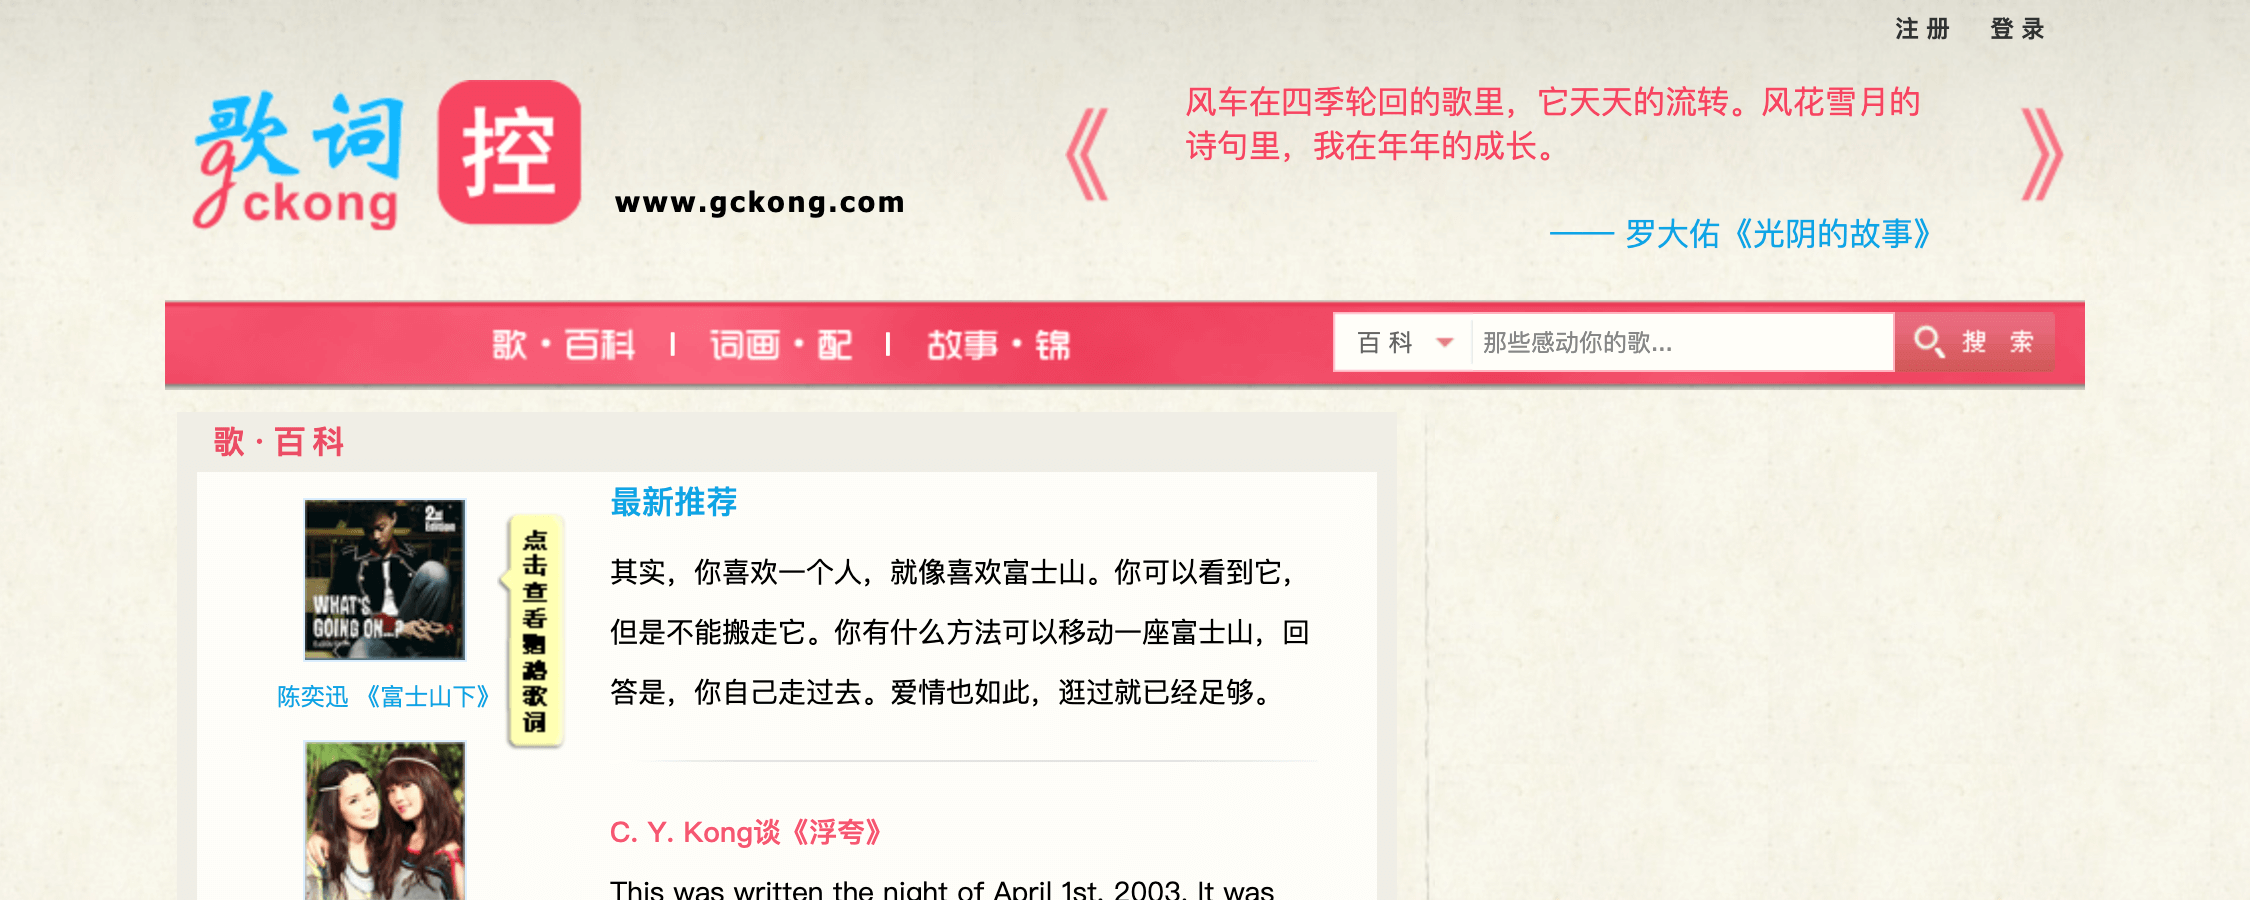 注 册 登 录
歌词 控
gckong
www.gckong.com
《 风车在四季轮回的歌里，它天天的流转。风花雪月的
诗句里，我在年年的成长。 》
—— 罗大佑《光阴的故事》
歌·百科 | 词画·配 | 故事·锦
百 科 那些感动你的歌... 搜 索
歌 · 百 科
2nd Edition
WHAT'S
GOING ON...?
陈奕迅 《富士山下》
点击查看歌词
最新推荐
其实，你喜欢一个人，就像喜欢富士山。你可以看到它，
但是不能搬走它。你有什么方法可以移动一座富士山，回
答是，你自己走过去。爱情也如此，逛过就已经足够。
C. Y. Kong谈《浮夸》
This was written the night of April 1st, 2003. It was